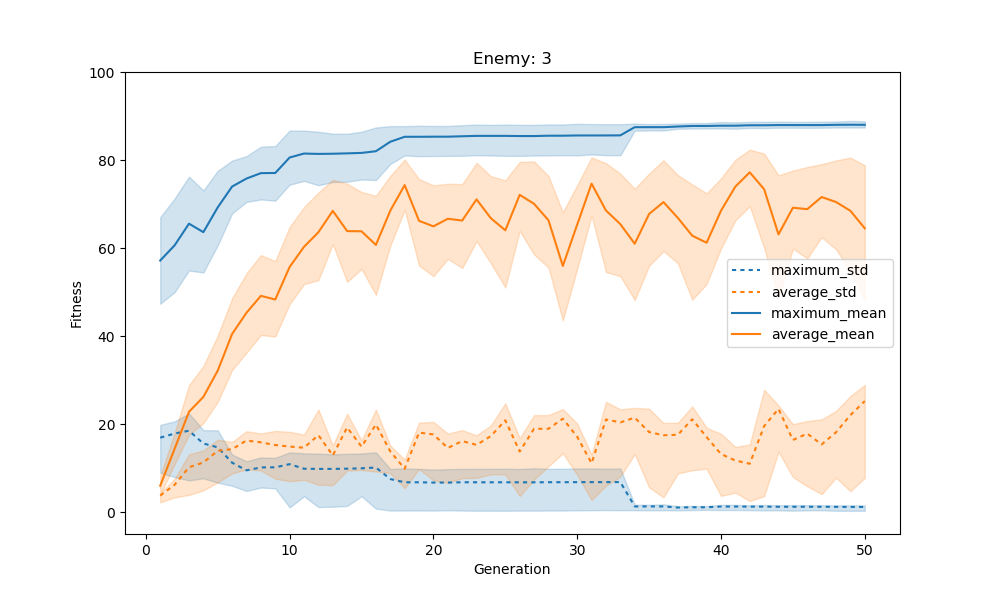 Enemy: 3
100
80
60
40
20
0
Fitness
maximum_std
average_std
maximum_mean
average_mean
0 10 20 30 40 50
Generation